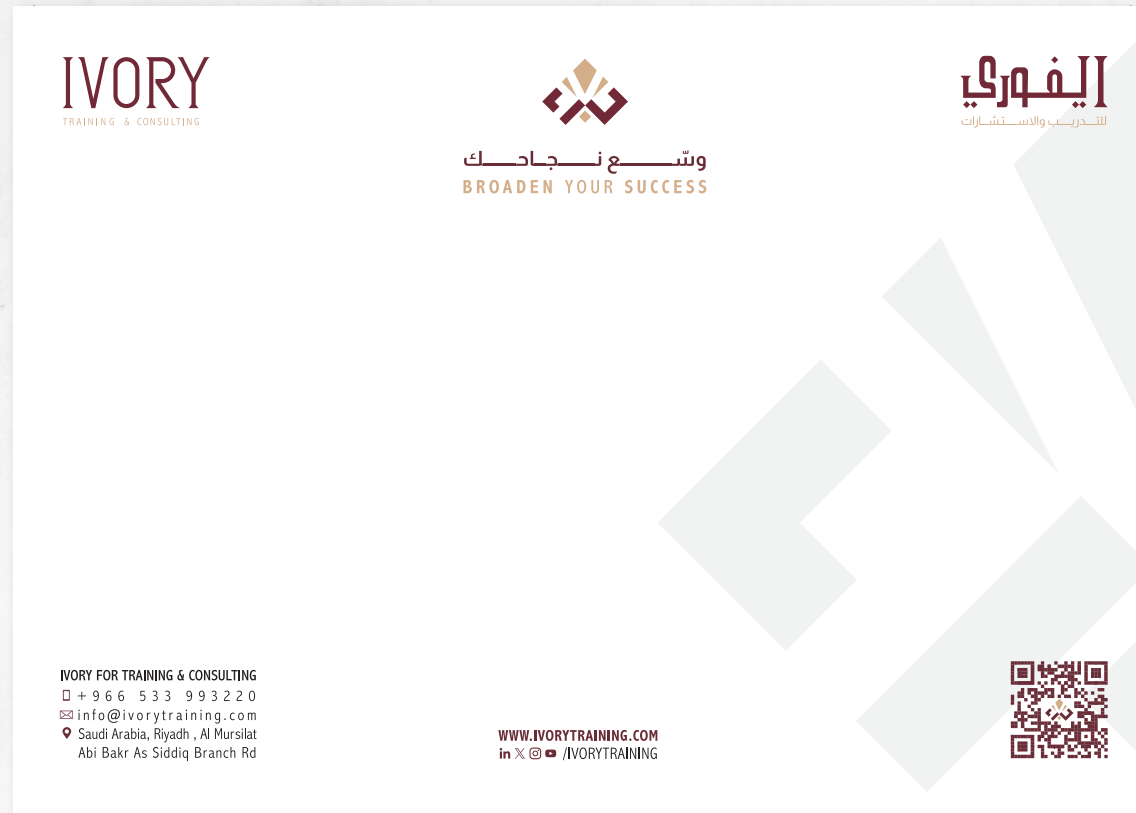 IVORY
TRAINING & CONSULTING
وسّع نجاحك
BROADEN YOUR SUCCESS
ايفوري
للتدريب والاستشارات
IVORY FOR TRAINING & CONSULTING
+966 533 993220
info@ivorytraining.com
Saudi Arabia, Riyadh , Al Mursilat
Abi Bakr As Siddiq Branch Rd
WWW.IVORYTRAINING.COM
/IVORYTRAINING